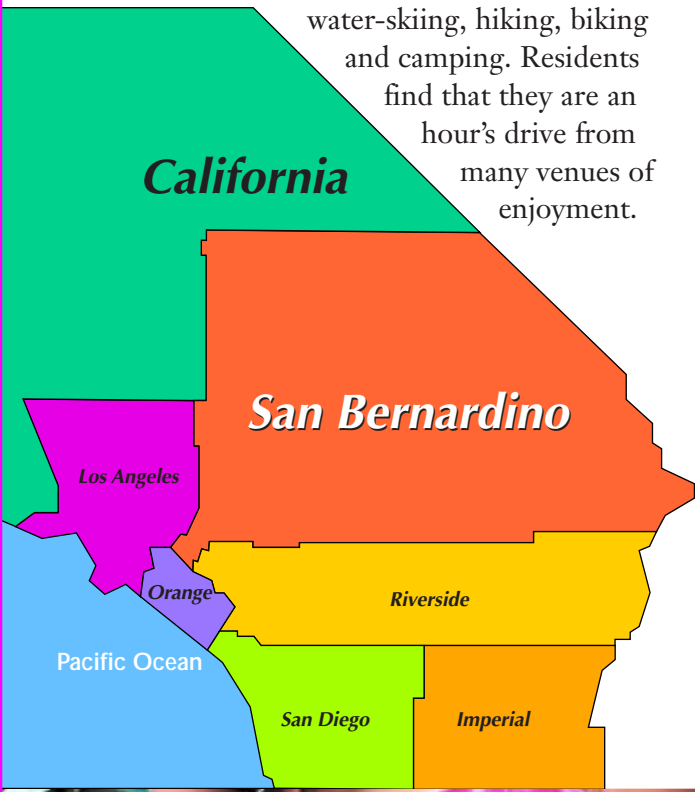 water-skiing, hiking, biking
and camping. Residents
find that they are an
hour’s drive from
many venues of
enjoyment.
California
San Bernardino
Los Angeles
Orange
Riverside
Pacific Ocean
San Diego
Imperial